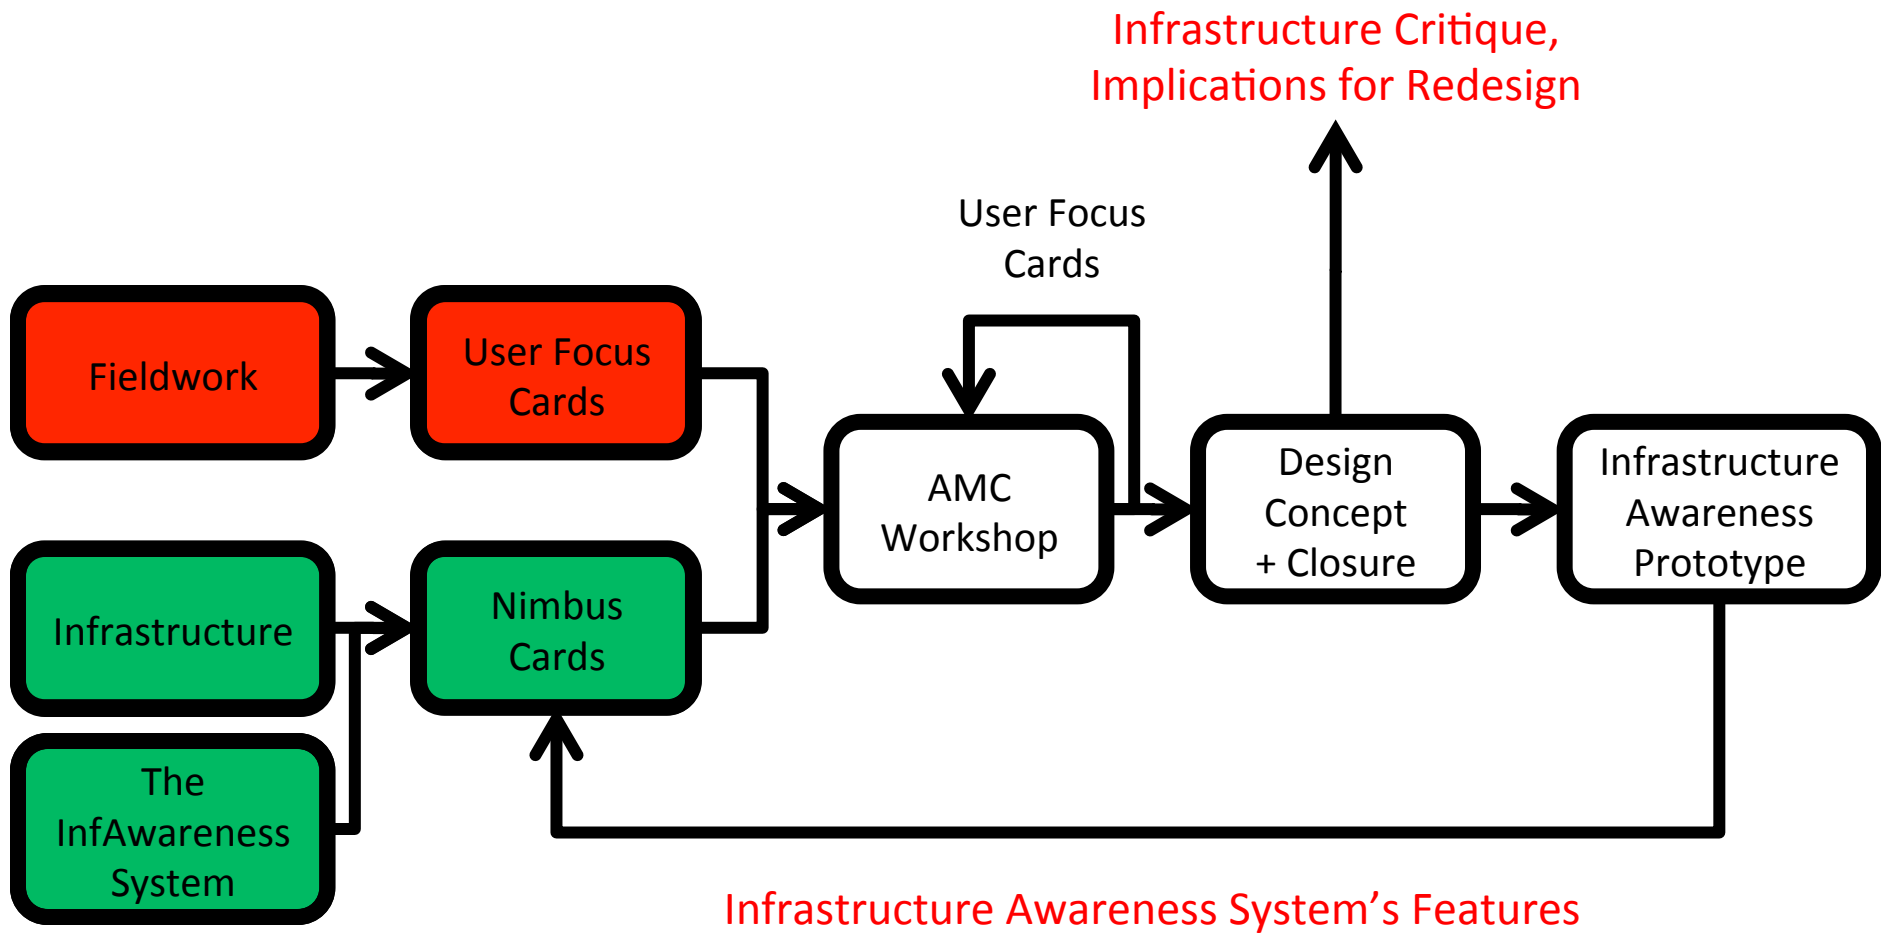 Infrastructure Critique,
Implications for Redesign
User Focus
Cards
Fieldwork
User Focus
Cards
AMC
Workshop
Design
Concept
+ Closure
Infrastructure
Awareness
Prototype
Infrastructure
Nimbus
Cards
The
InfAwareness
System
Infrastructure Awareness System’s Features